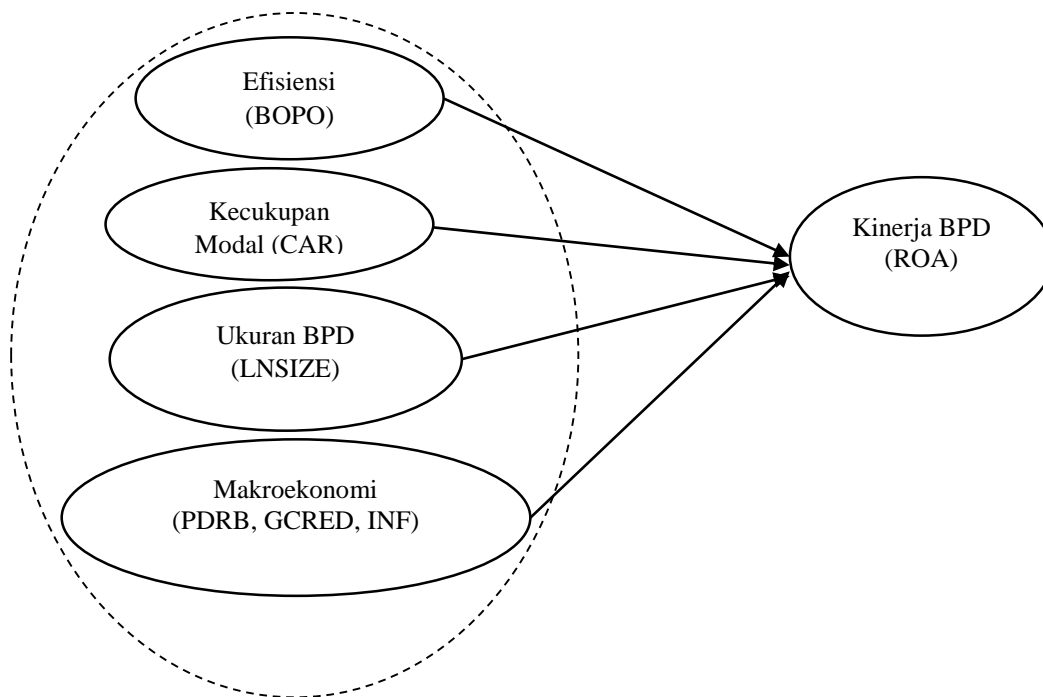 Efisiensi
(BOPO)
Kecukupan
Modal (CAR)
Ukuran BPD
(LNSIZE)
Makroekonomi
(PDRB, GCRED, INF)
Kinerja BPD
(ROA)